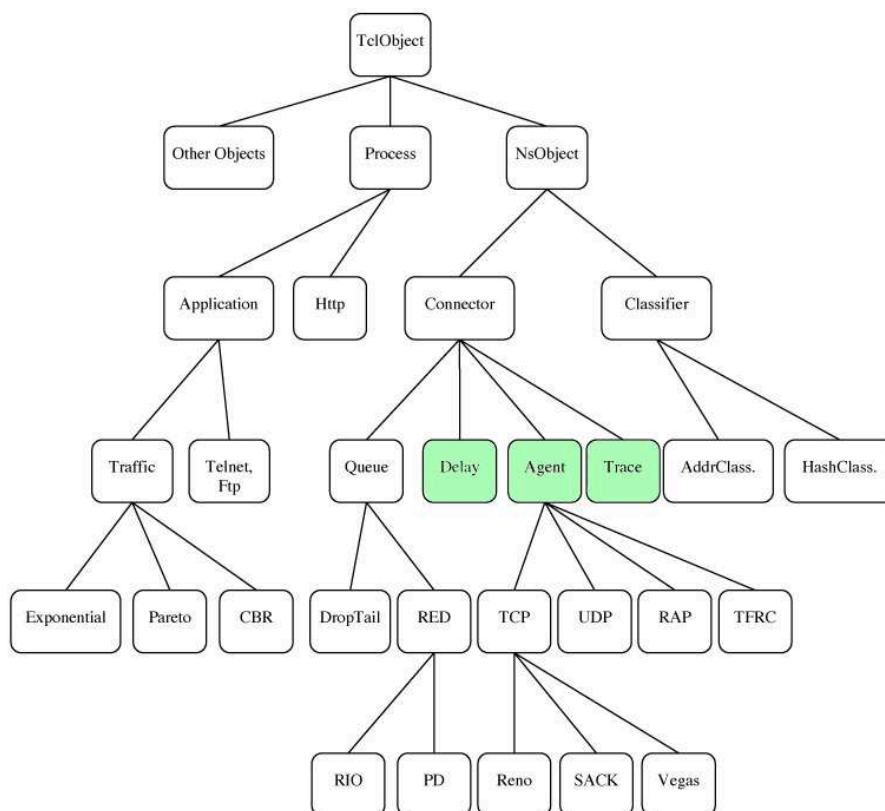 TclObject
Other Objects
Process
NsObject
Application
Http
Connector
Classifier
Traffic
Telnet,
Ftp
Queue
Delay
Agent
Trace
AddrClass.
HashClass.
Exponential
Pareto
CBR
DropTail
RED
TCP
UDP
RAP
TFRC
RIO
PD
Reno
SACK
Vegas